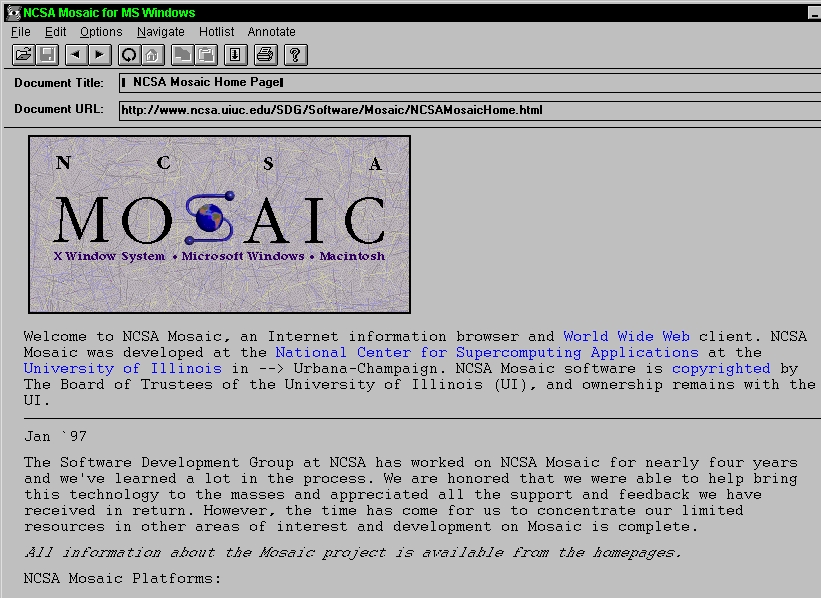 NCSA Mosaic for MS Windows
File Edit Options Navigate Hotlist Annotate
Document Title: NCSA Mosaic Home Page
Document URL: http://www.ncsa.uiuc.edu/SDG/Software/Mosaic/NCSAMosaicHome.html
N C S A
MOSAIC
X Window System • Microsoft Windows • Macintosh
Welcome to NCSA Mosaic, an Internet information browser and World Wide Web client. NCSA
Mosaic was developed at the National Center for Supercomputing Applications at the
University of Illinois in --> Urbana-Champaign. NCSA Mosaic software is copyrighted by
The Board of Trustees of the University of Illinois (UI), and ownership remains with the
UI.
Jan `97
The Software Development Group at NCSA has worked on NCSA Mosaic for nearly four years
and we've learned a lot in the process. We are honored that we were able to help bring
this technology to the masses and appreciated all the support and feedback we have
received in return. However, the time has come for us to concentrate our limited
resources in other areas of interest and development on Mosaic is complete.
All information about the Mosaic project is available from the homepages.
NCSA Mosaic Platforms: